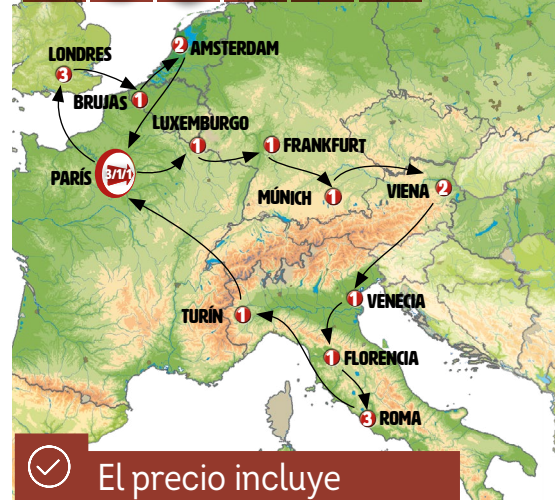 LONDRES
3
2 AMSTERDAM
BRUJAS 1
LUXEMBURGO
1
1 FRANKFURT
PARÍS 3/1/1
MÚNICH 1
VIENA 2
1 VENECIA
TURÍN 1
1 FLORENCIA
3 ROMA
El precio incluye